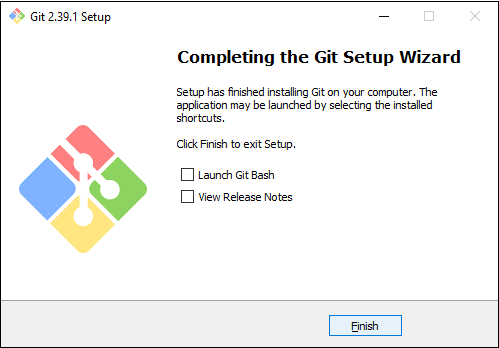 Git 2.39.1 Setup
Completing the Git Setup Wizard
Setup has finished installing Git on your computer. The
application may be launched by selecting the installed
shortcuts.
Click Finish to exit Setup.
Launch Git Bash
View Release Notes
Finish